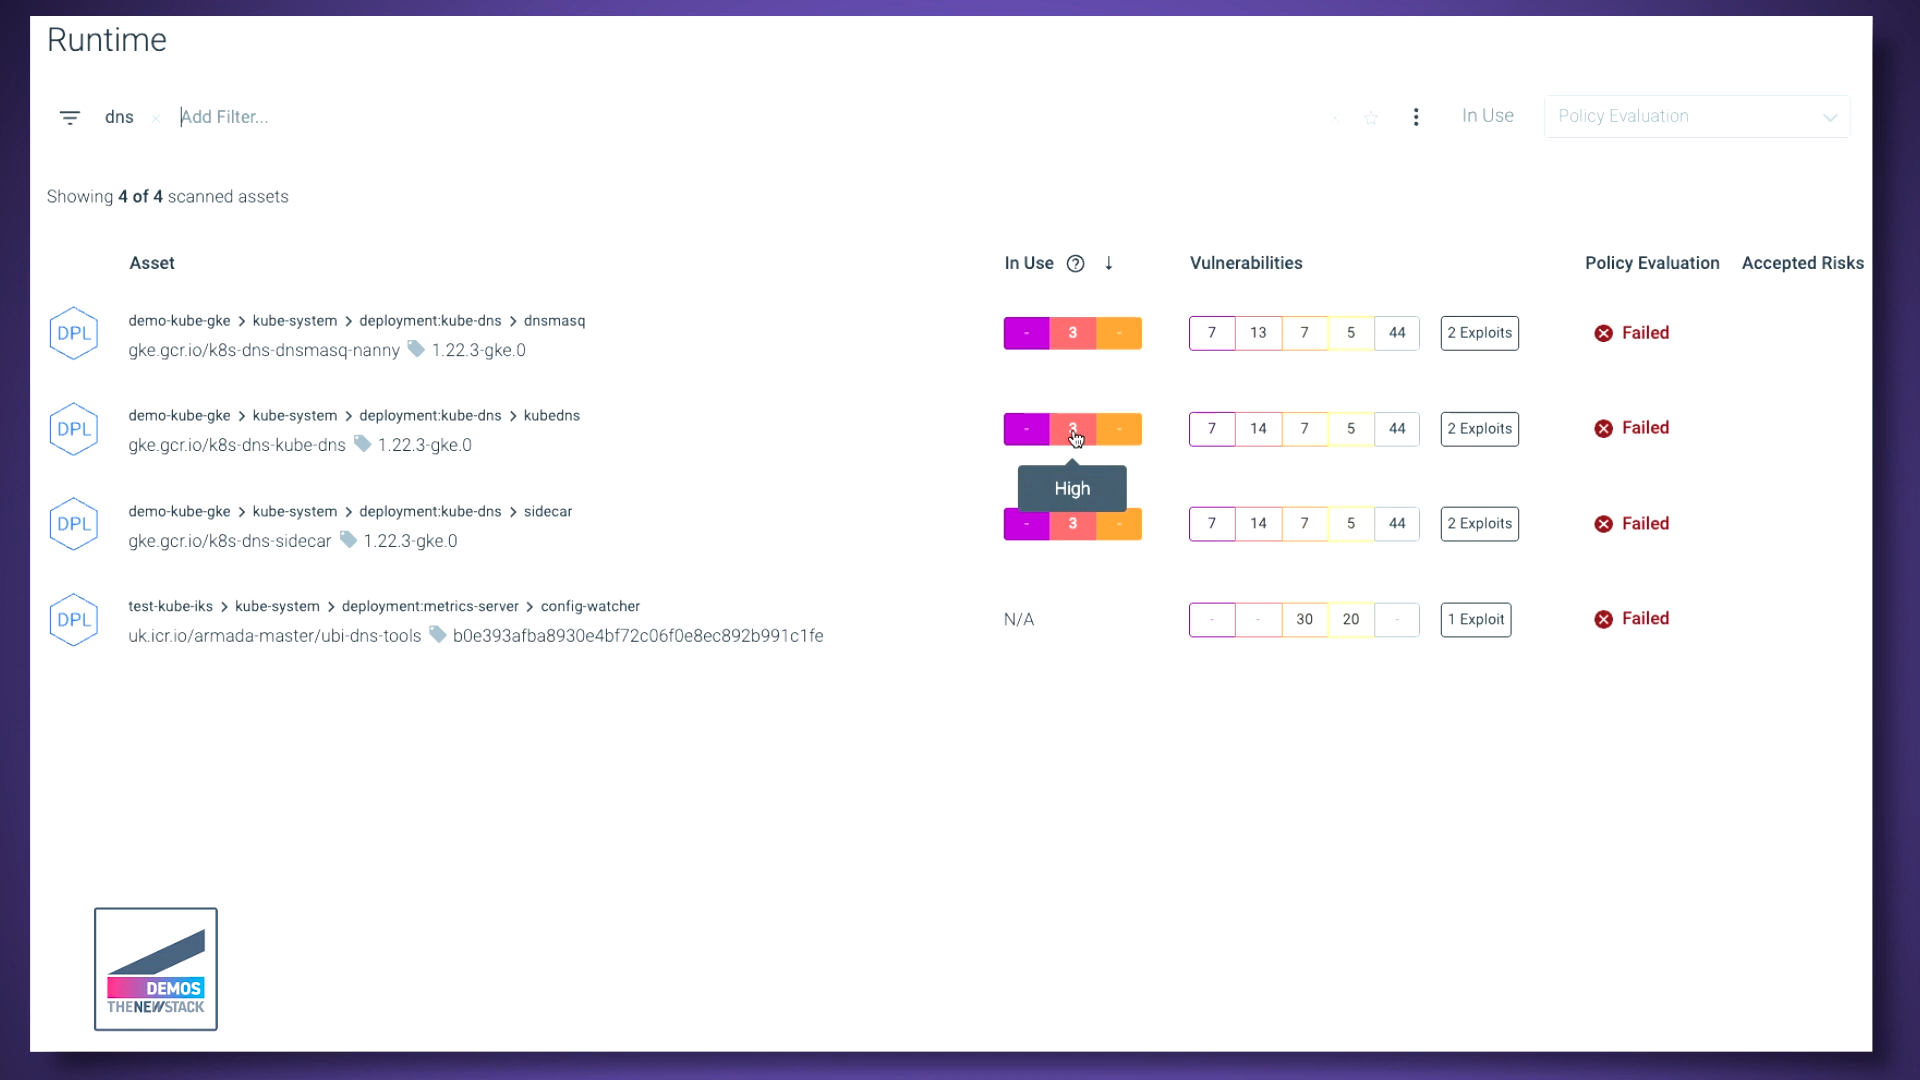 Runtime
dns × Add Filter... In Use Policy Evaluation
Showing 4 of 4 scanned assets
Asset In Use ? ↓ Vulnerabilities Policy Evaluation Accepted Risks
DPL demo-kube-gke > kube-system > deployment:kube-dns > dnsmasq - 3 - 7 13 7 5 44 2 Exploits Failed
gke.gcr.io/k8s-dns-dnsmasq-nanny 1.22.3-gke.0
DPL demo-kube-gke > kube-system > deployment:kube-dns > kubedns - 3 - 7 14 7 5 44 2 Exploits Failed
gke.gcr.io/k8s-dns-kube-dns 1.22.3-gke.0
High
DPL demo-kube-gke > kube-system > deployment:kube-dns > sidecar - 3 - 7 14 7 5 44 2 Exploits Failed
gke.gcr.io/k8s-dns-sidecar 1.22.3-gke.0
DPL test-kube-iks > kube-system > deployment:metrics-server > config-watcher N/A - - 30 20 - 1 Exploit Failed
uk.icr.io/armada-master/ubi-dns-tools b0e393afba8930e4bf72c06f0e8ec892b991c1fe
DEMOS
THENEWSTACK